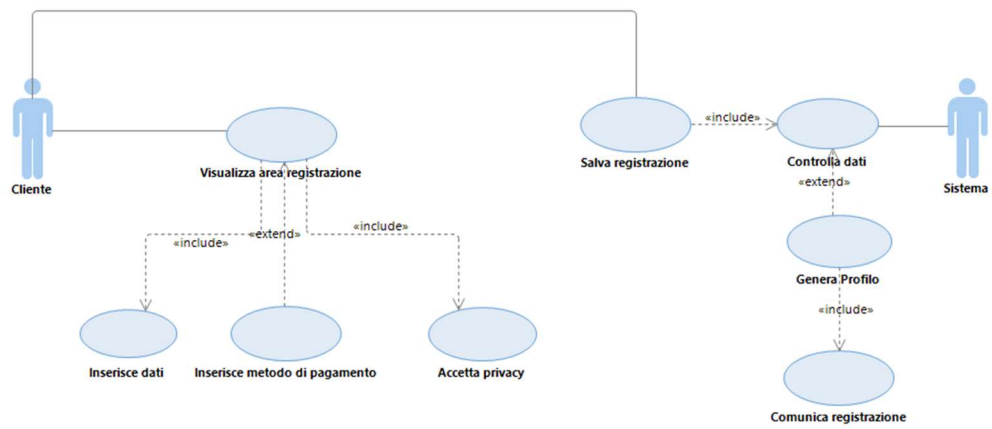 «include»
Salva registrazione
Controlla dati
Visualizza area registrazione
Cliente
Sistema
«extend»
«include»
«extend»
«include»
Genera Profilo
«include»
Inserisce dati
Inserisce metodo di pagamento
Accetta privacy
Comunica registrazione